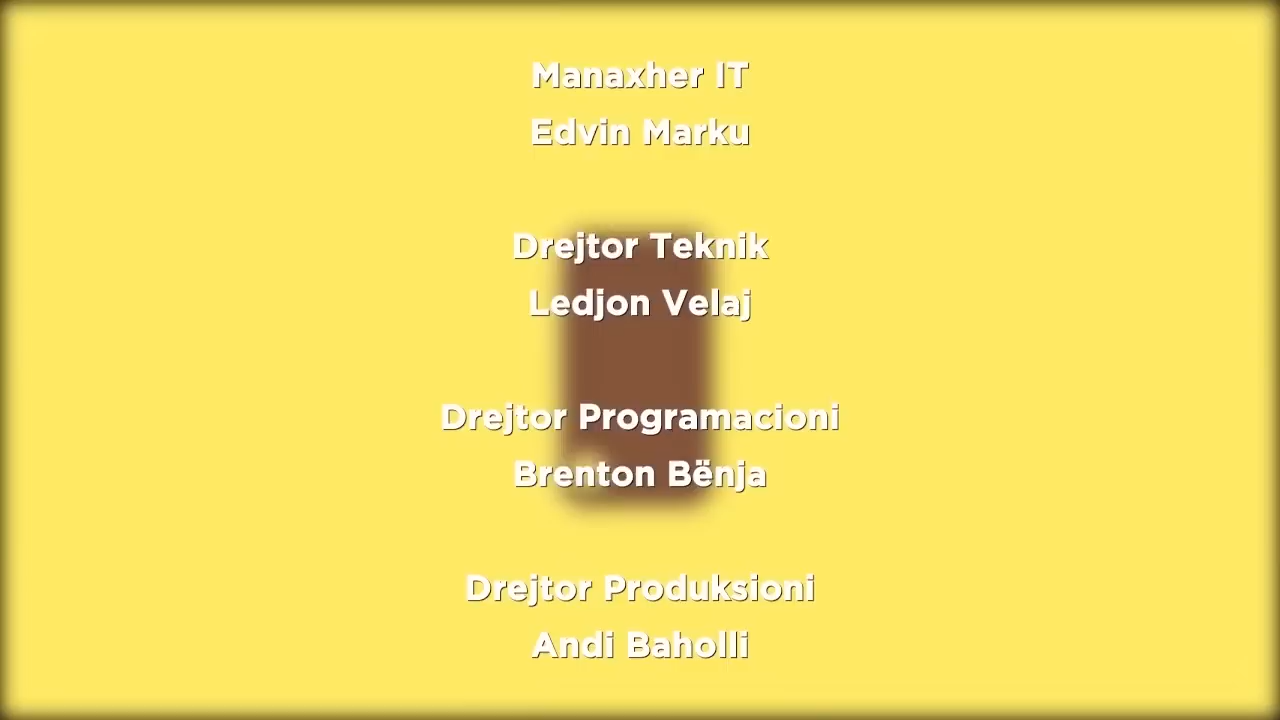 Manaxher IT
Edvin Marku
Drejtor Teknik
Ledjon Velaj
Drejtor Programacioni
Brenton Bënja
Drejtor Produksioni
Andi Baholli